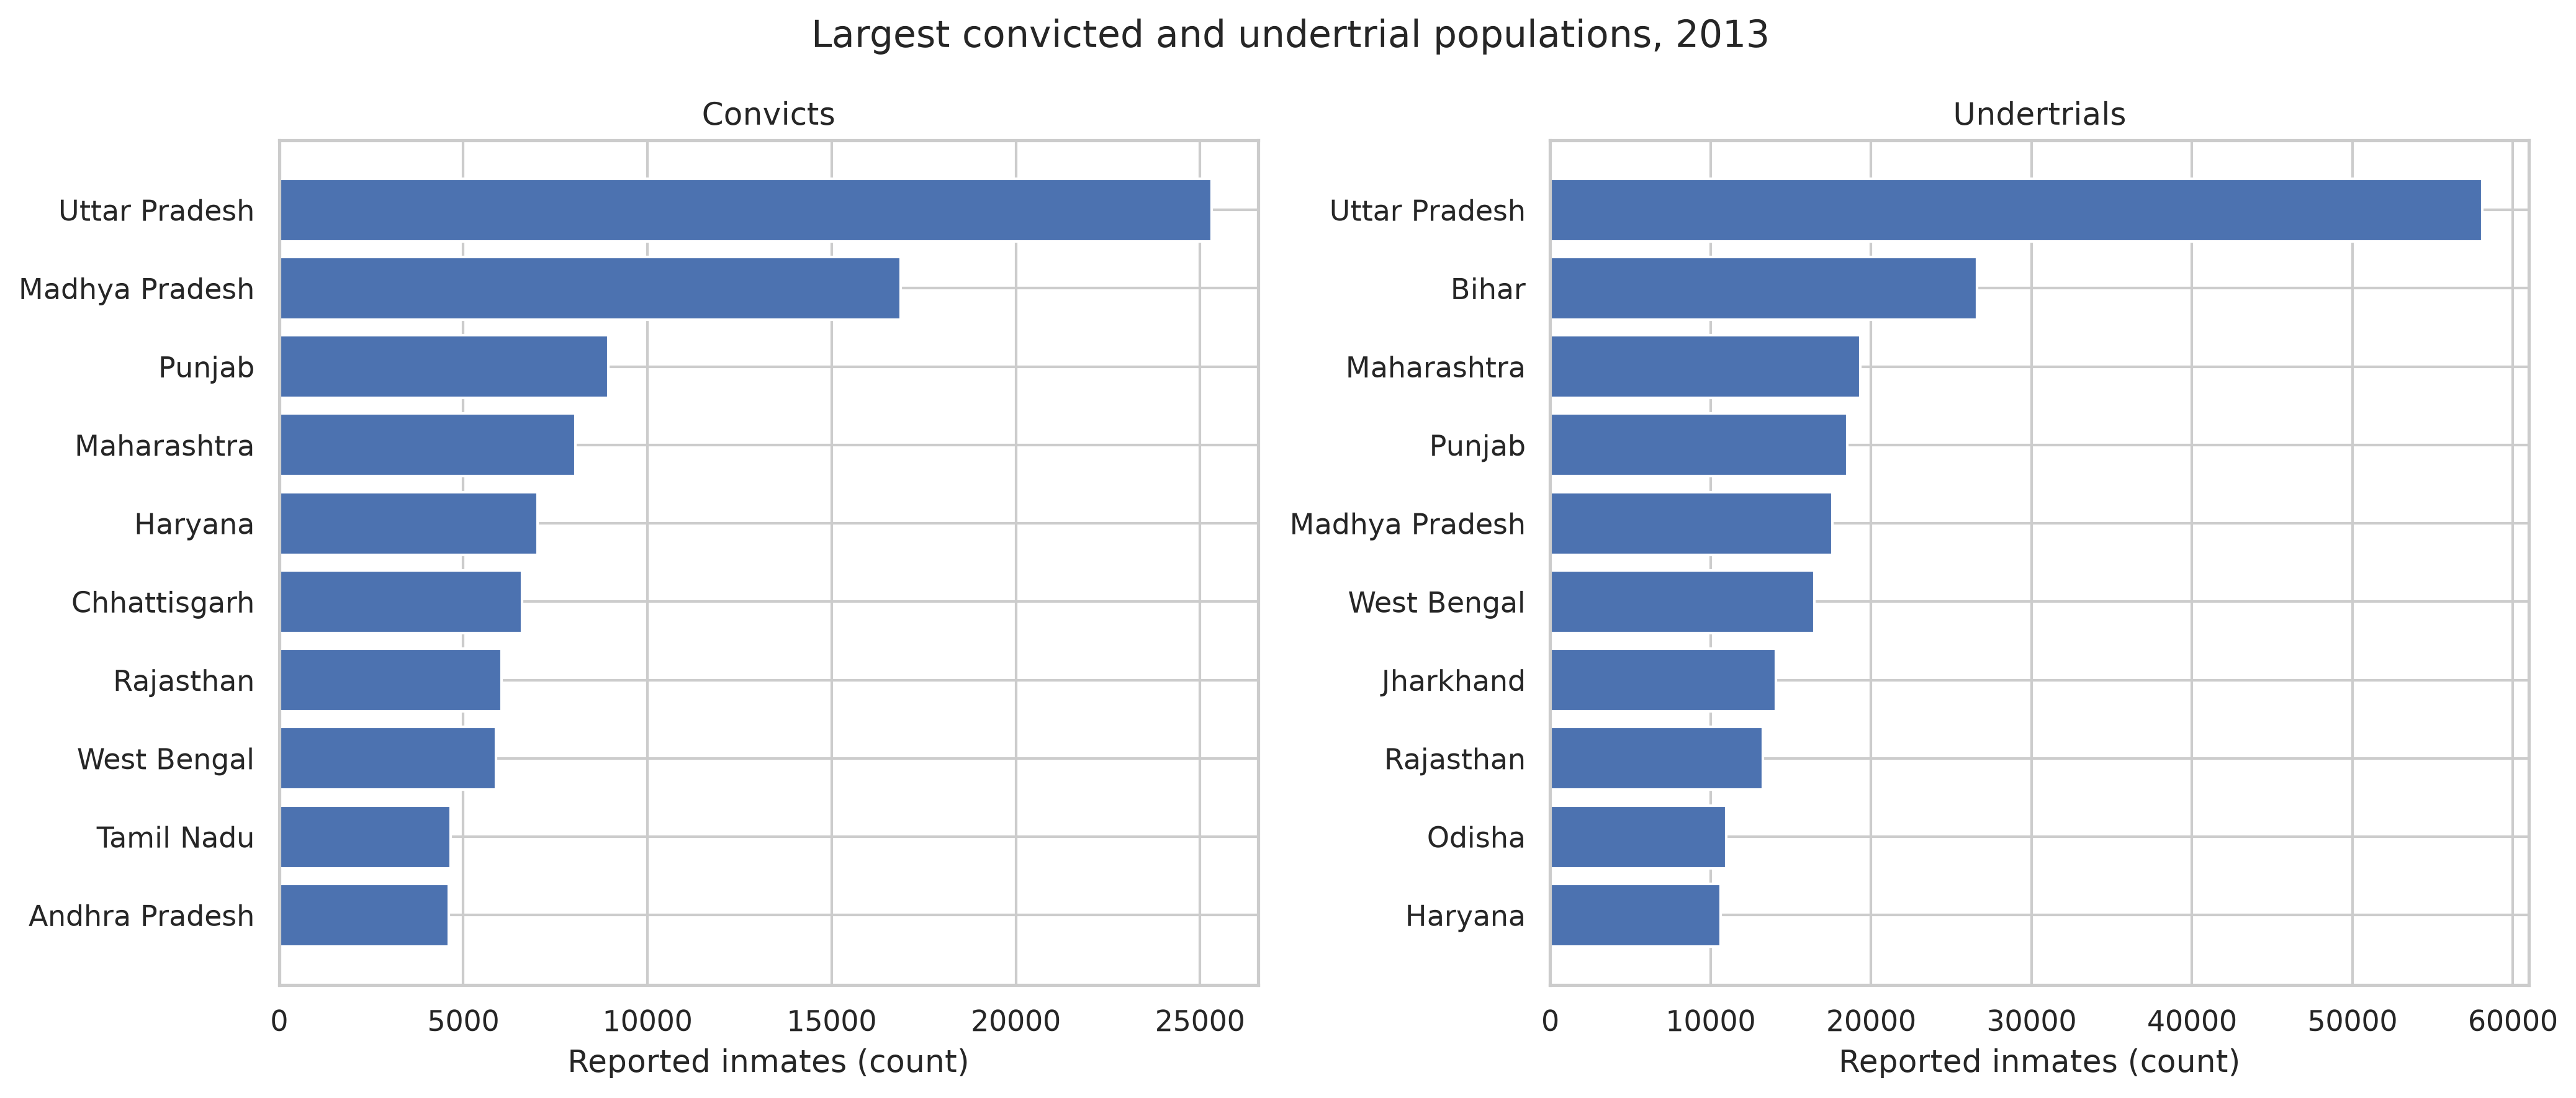 Largest convicted and undertrial populations, 2013
Convicts
Uttar Pradesh
Madhya Pradesh
Punjab
Maharashtra
Haryana
Chhattisgarh
Rajasthan
West Bengal
Tamil Nadu
Andhra Pradesh
0 5000 10000 15000 20000 25000
Reported inmates (count)
Undertrials
Uttar Pradesh
Bihar
Maharashtra
Punjab
Madhya Pradesh
West Bengal
Jharkhand
Rajasthan
Odisha
Haryana
0 10000 20000 30000 40000 50000 60000
Reported inmates (count)